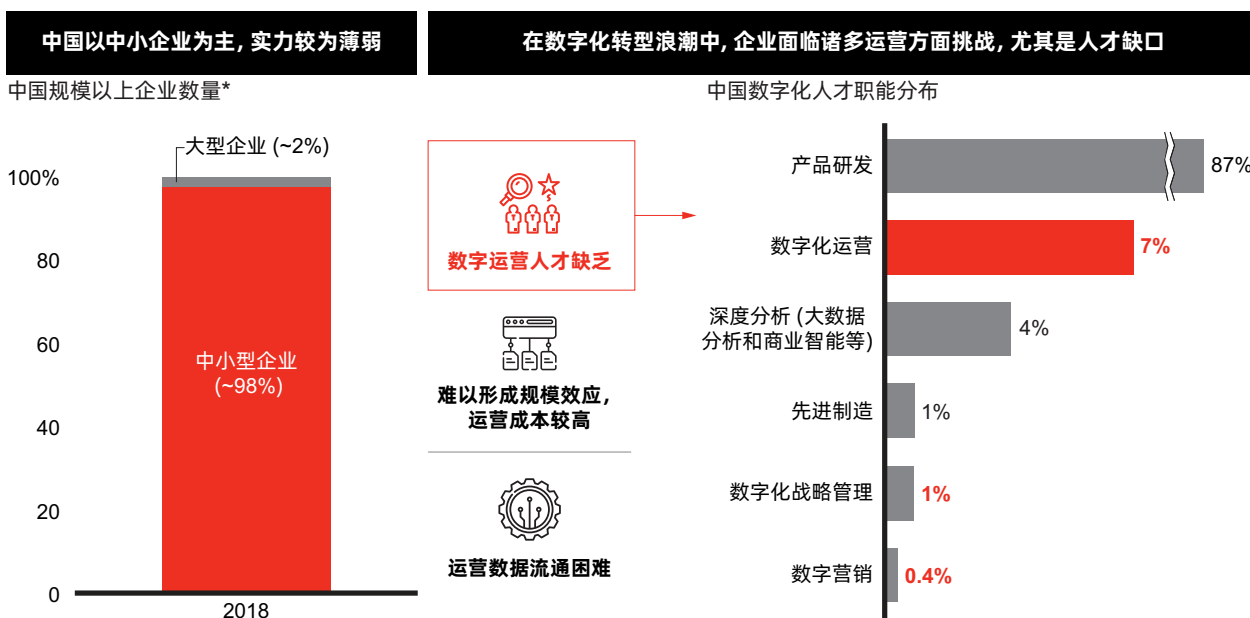 中国以中小企业为主，实力较为薄弱
中国规模以上企业数量*
大型企业 (~2%)
100%
80
60
40
20
0
中小型企业
(~98%)
2018
在数字化转型浪潮中，企业面临诸多运营方面挑战，尤其是人才缺口
数字运营人才缺乏
难以形成规模效应，
运营成本较高
运营数据流通困难
中国数字化人才职能分布
产品研发
87%
数字化运营
7%
深度分析 (大数据
分析和商业智能等)
4%
先进制造
1%
数字化战略管理
1%
数字营销
0.4%